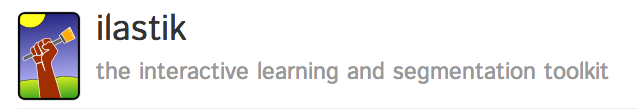 ilastik
the interactive learning and segmentation toolkit